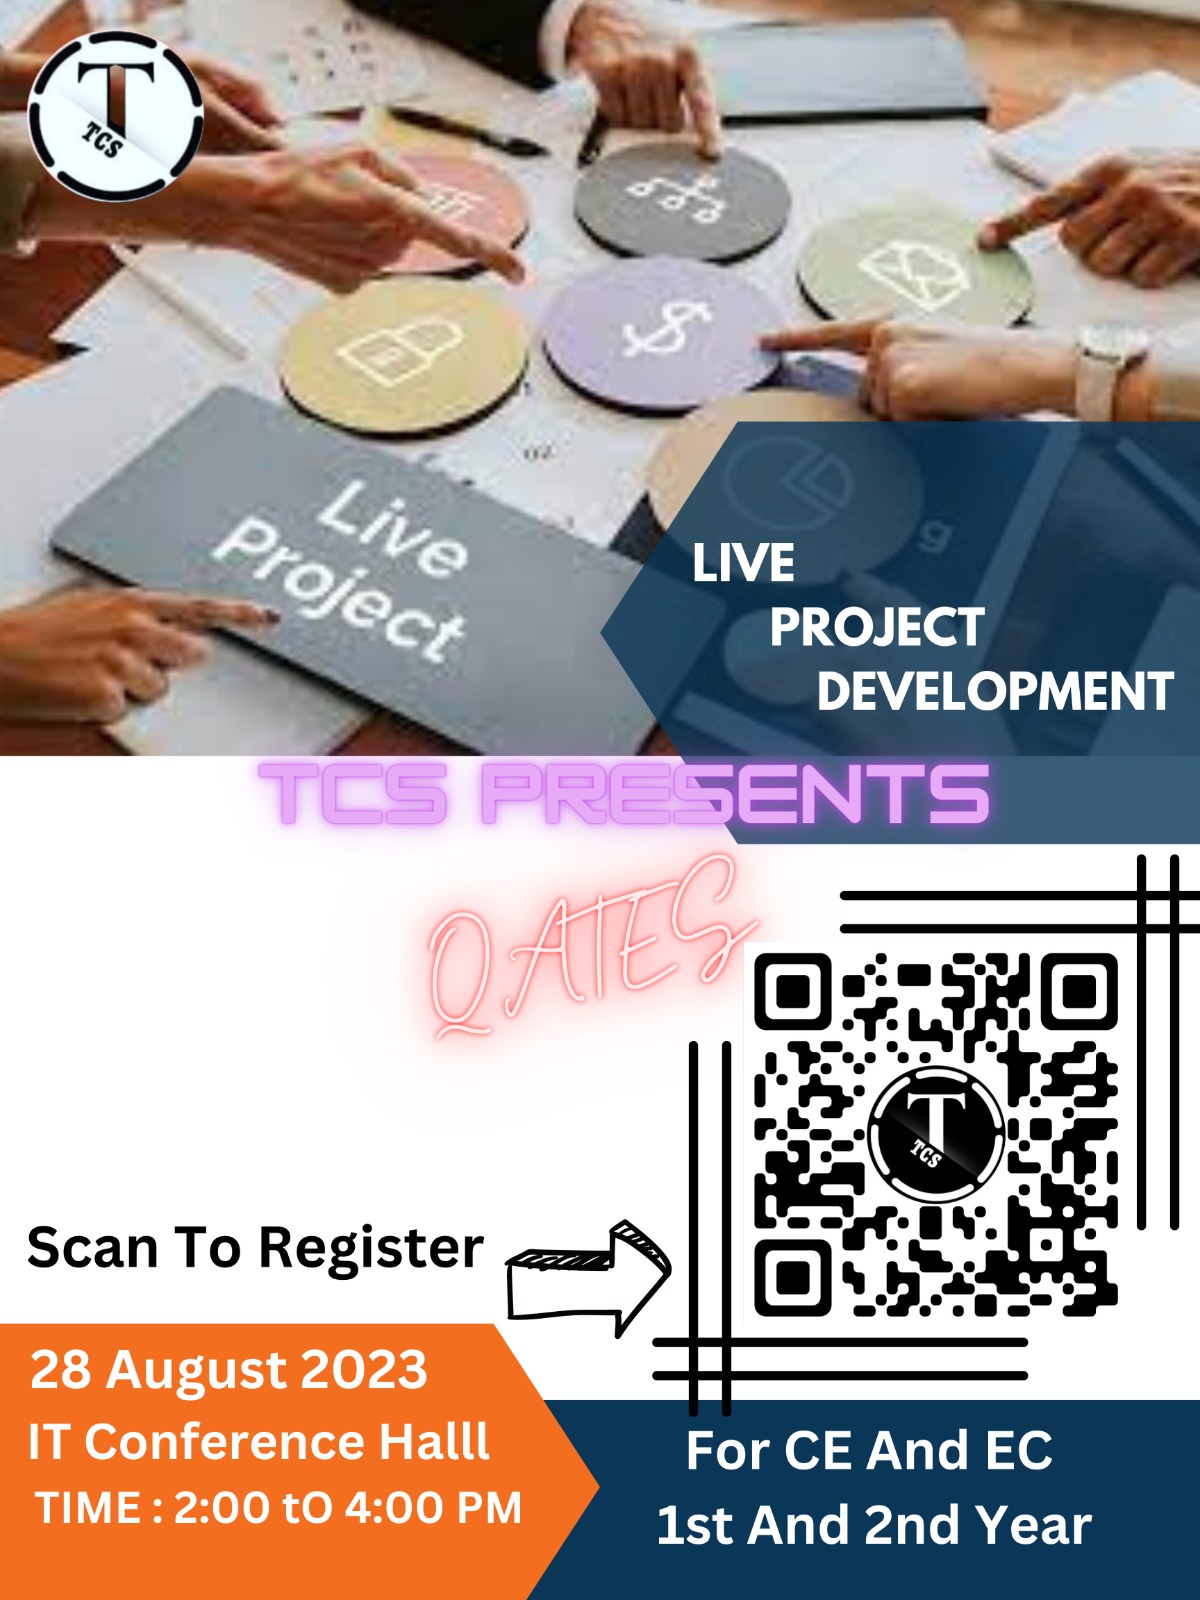 T
TCS
Live
Project
g
LIVE
PROJECT
DEVELOPMENT
TCS PRESENTS
QATES
T
TCS
Scan To Register
28 August 2023
IT Conference Halll
TIME : 2:00 tO 4:00 PM
For CE And EC
1st And 2nd Year